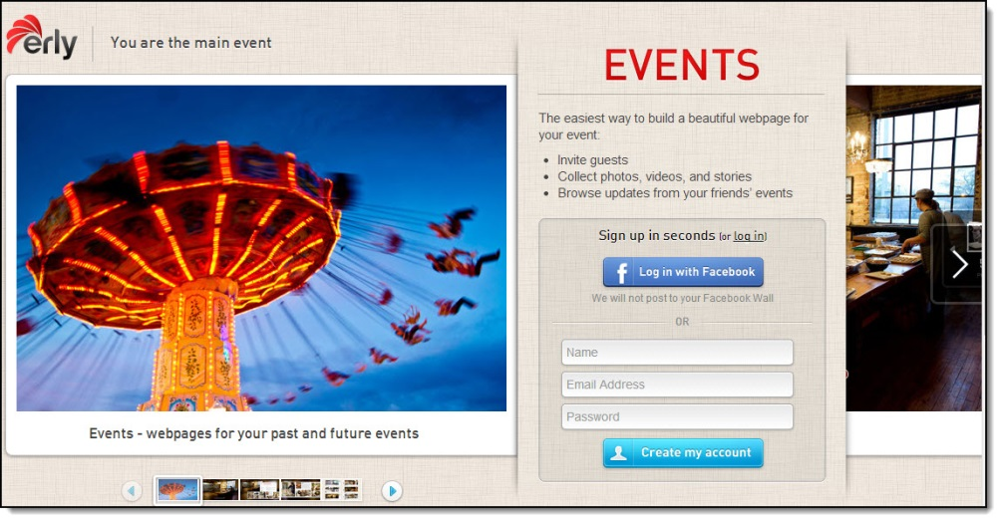 erly
You are the main event
EVENTS
The easiest way to build a beautiful webpage for
your event:
• Invite guests
• Collect photos, videos, and stories
• Browse updates from your friends' events
Sign up in seconds (or log in)
f Log in with Facebook
We will not post to your Facebook Wall
OR
Name
Email Address
Password
Create my account
Events - webpages for your past and future events